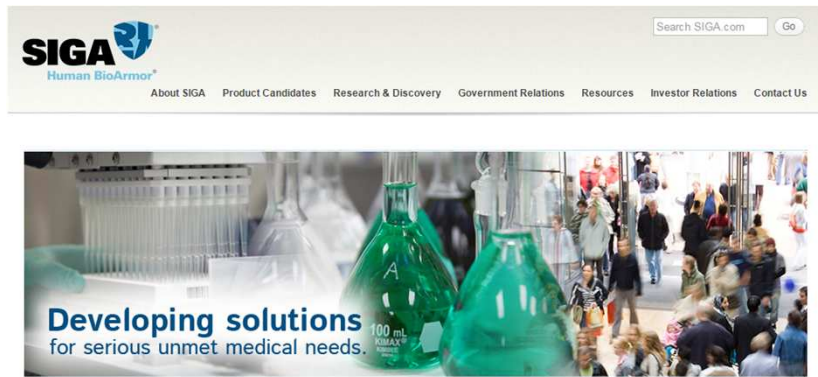 Search SIGA.com Go
SIGA
Human BioArmor®
About SIGA Product Candidates Research & Discovery Government Relations Resources Investor Relations Contact Us
A
Developing solutions
for serious unmet medical needs.
100 mL
KIMAX®